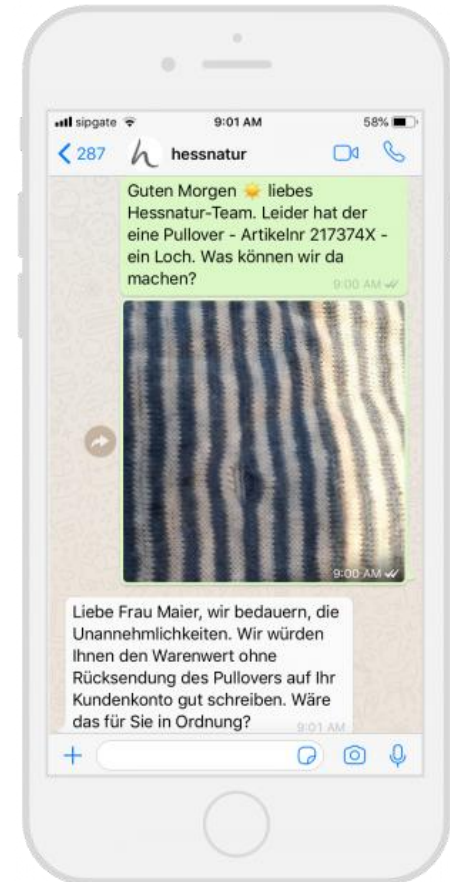 sipgate 9:01 AM 58%
287 h hessnatur
Guten Morgen ☀️ liebes
Hessnatur-Team. Leider hat der
eine Pullover - Artikelnr 217374X -
ein Loch. Was können wir da
machen?
9:00 AM
9:00 AM
Liebe Frau Maier, wir bedauern, die
Unannehmlichkeiten. Wir würden
Ihnen den Warenwert ohne
Rücksendung des Pullovers auf Ihr
Kundenkonto gut schreiben. Wäre
das für Sie in Ordnung?
9:01 AM